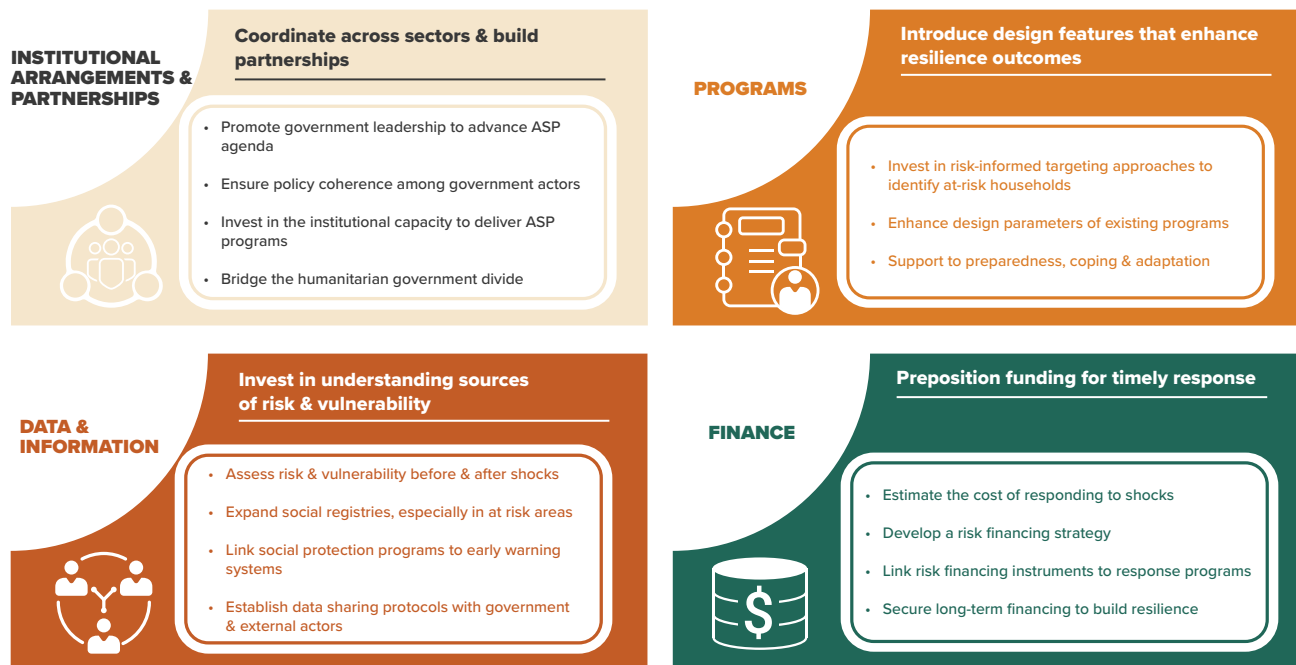 INSTITUTIONAL
ARRANGEMENTS &
PARTNERSHIPS
Coordinate across sectors & build
partnerships
• Promote government leadership to advance ASP
agenda
• Ensure policy coherence among government actors
• Invest in the institutional capacity to deliver ASP
programs
• Bridge the humanitarian government divide
PROGRAMS
Introduce design features that enhance
resilience outcomes
• Invest in risk-informed targeting approaches to
identify at-risk households
• Enhance design parameters of existing programs
• Support to preparedness, coping & adaptation
DATA &
INFORMATION
Invest in understanding sources
of risk & vulnerability
• Assess risk & vulnerability before & after shocks
• Expand social registries, especially in at risk areas
• Link social protection programs to early warning
systems
• Establish data sharing protocols with government
& external actors
FINANCE
Preposition funding for timely response
• Estimate the cost of responding to shocks
• Develop a risk financing strategy
• Link risk financing instruments to response programs
• Secure long-term financing to build resilience
$